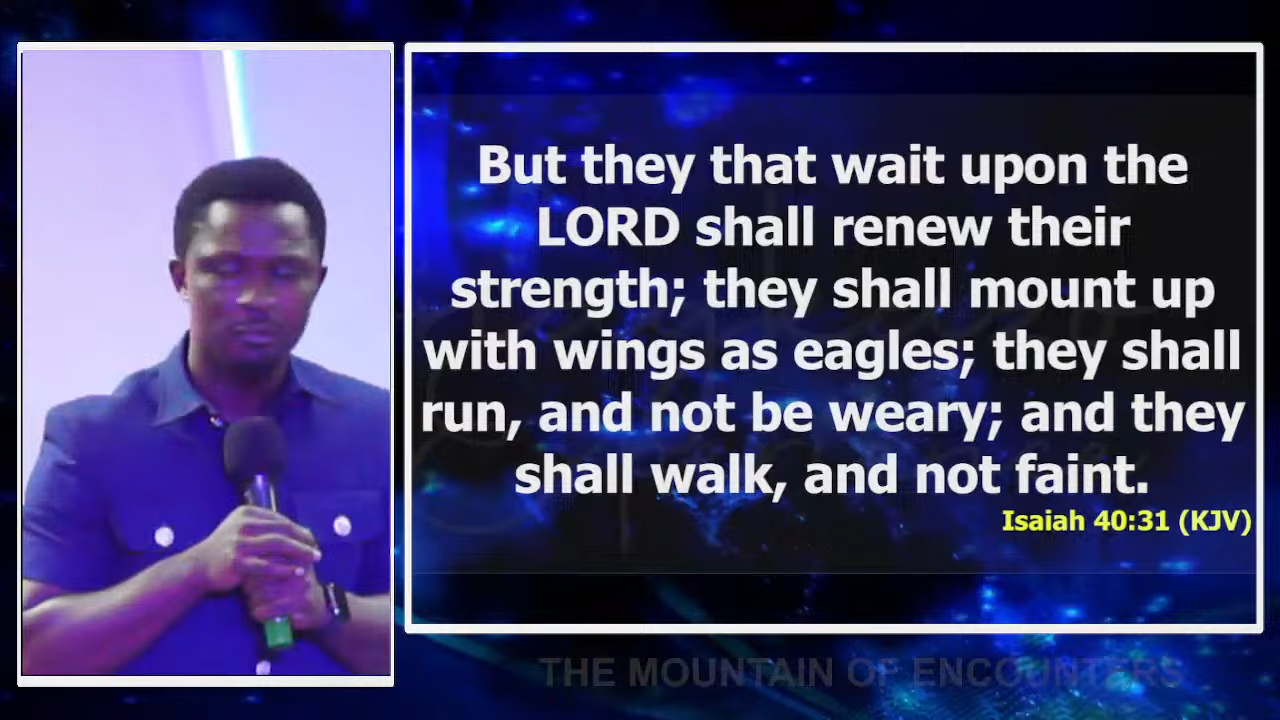 But they that wait upon the
LORD shall renew their
strength; they shall mount up
with wings as eagles; they shall
run, and not be weary; and they
shall walk, and not faint.
Isaiah 40:31 (KJV)
THE MOUNTAIN OF ENCOUNTERS